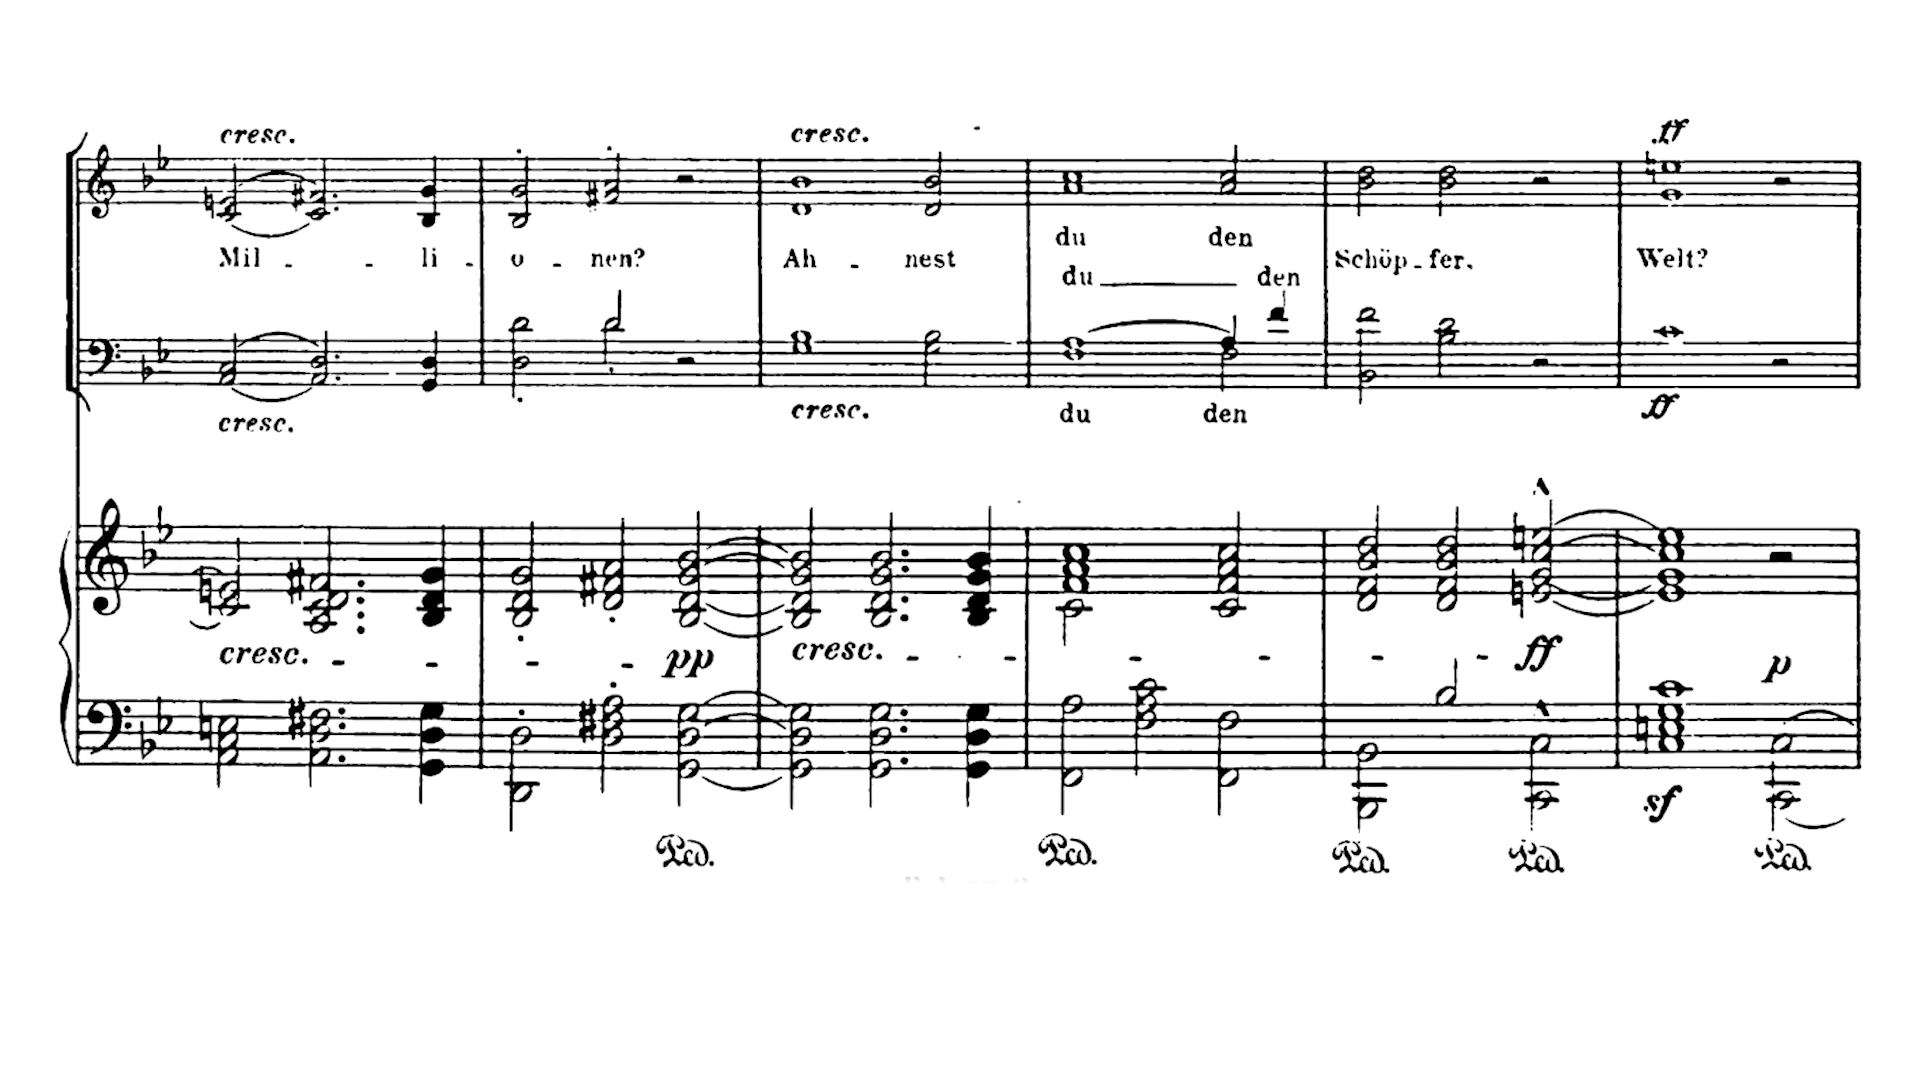 cresc. cresc. ff
du den
Mil - - li - o - nen? Ah - nest Schöp - fer, Welt?
du den
cresc. cresc. du den ff
cresc. - - - - pp cresc. - - - - - - ff p
sf
Ped. Ped. Ped. Ped. Ped.